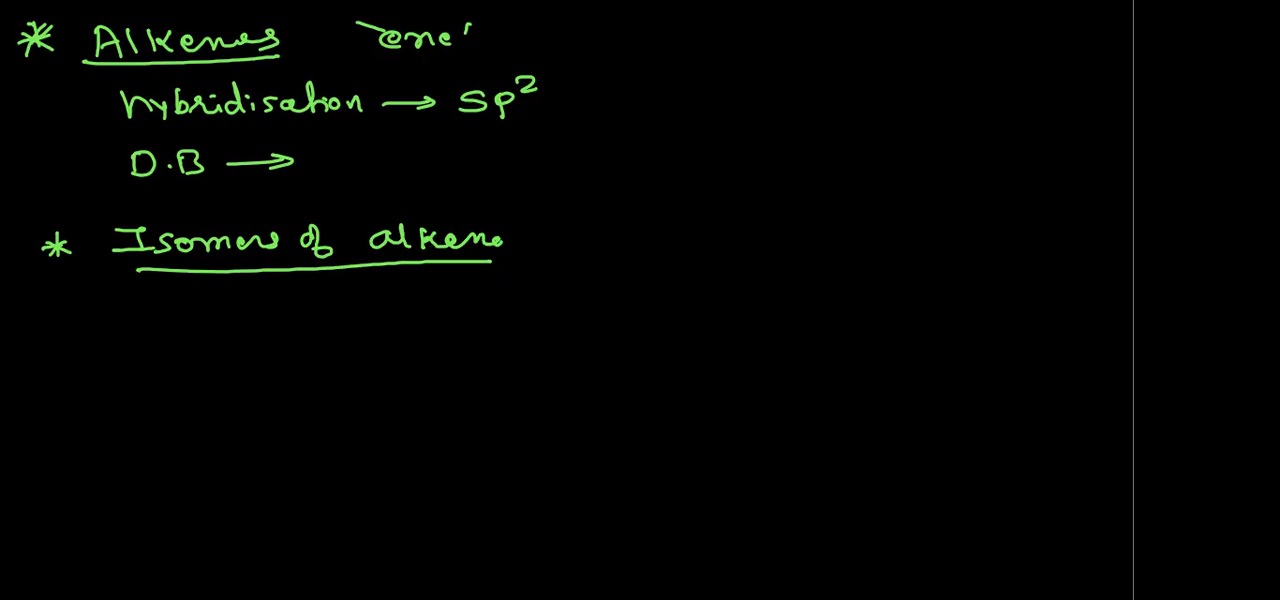 * Alkenes 'ene'
hybridisation → sp²
D.B →
* Isomers of alkene